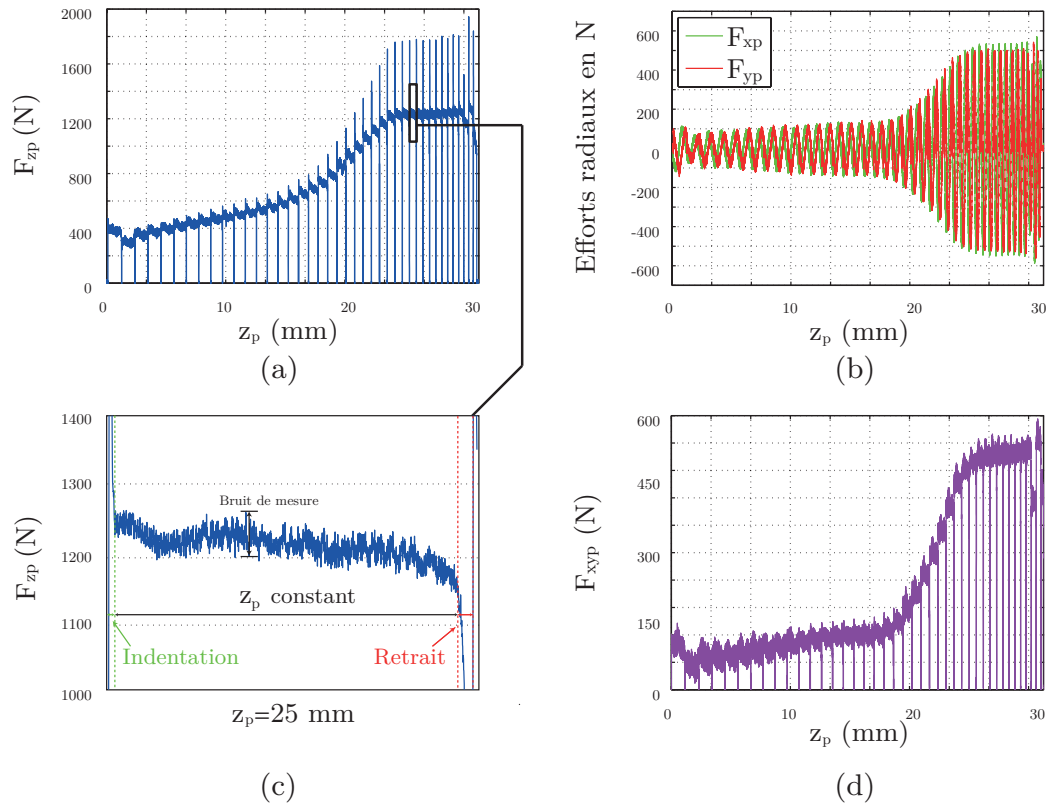 2000
1600
1200
800
400
0
F_zp (N)
0
10
20
30
z_p (mm)
(a)
600
400
200
0
-200
-400
-600
Efforts radiaux en N
F_xp
F_yp
0
10
20
30
z_p (mm)
(b)
1400
1300
1200
1100
1000
F_zp (N)
Bruit de mesure
z_p constant
Indentation
Retrait
z_p=25 mm
(c)
600
450
300
150
0
F_xyp (N)
0
10
20
30
z_p (mm)
(d)